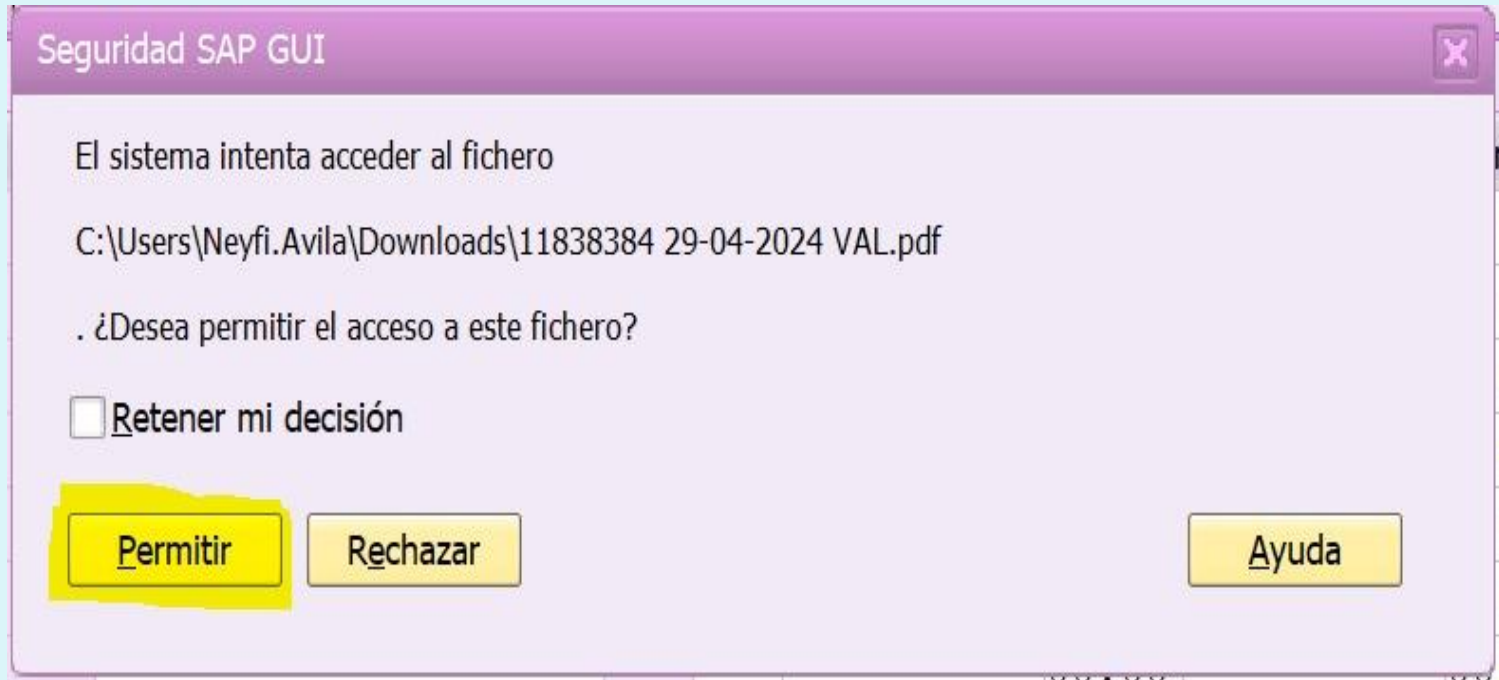 Seguridad SAP GUI
El sistema intenta acceder al fichero
C:\Users\Neyfi.Avila\Downloads\11838384 29-04-2024 VAL.pdf
. ¿Desea permitir el acceso a este fichero?
Retener mi decisión
Permitir Rechazar Ayuda